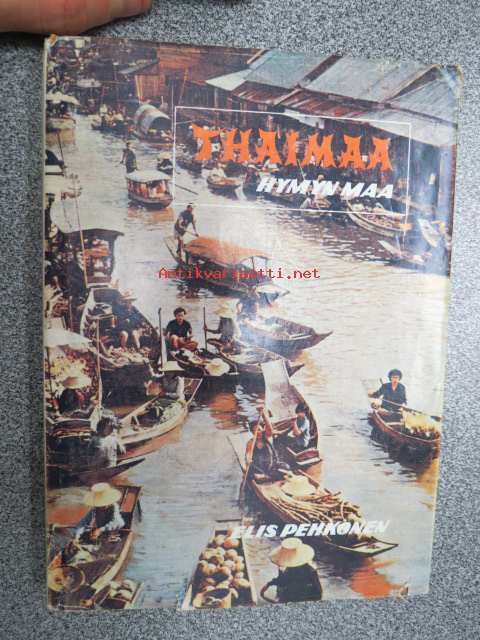 THAIMAA
HYMYN MAA
Antikvariaatti.net
ELIS PEHKONEN